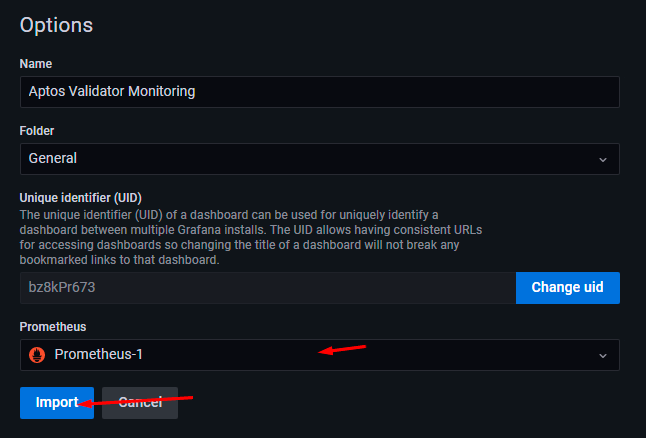 Options
Name
Aptos Validator Monitoring
Folder
General
Unique identifier (UID)
The unique identifier (UID) of a dashboard can be used for uniquely identify a
dashboard between multiple Grafana installs. The UID allows having consistent URLs
for accessing dashboards so changing the title of a dashboard will not break any
bookmarked links to that dashboard.
bz8kPr673 Change uid
Prometheus
Prometheus-1
Import Cancel